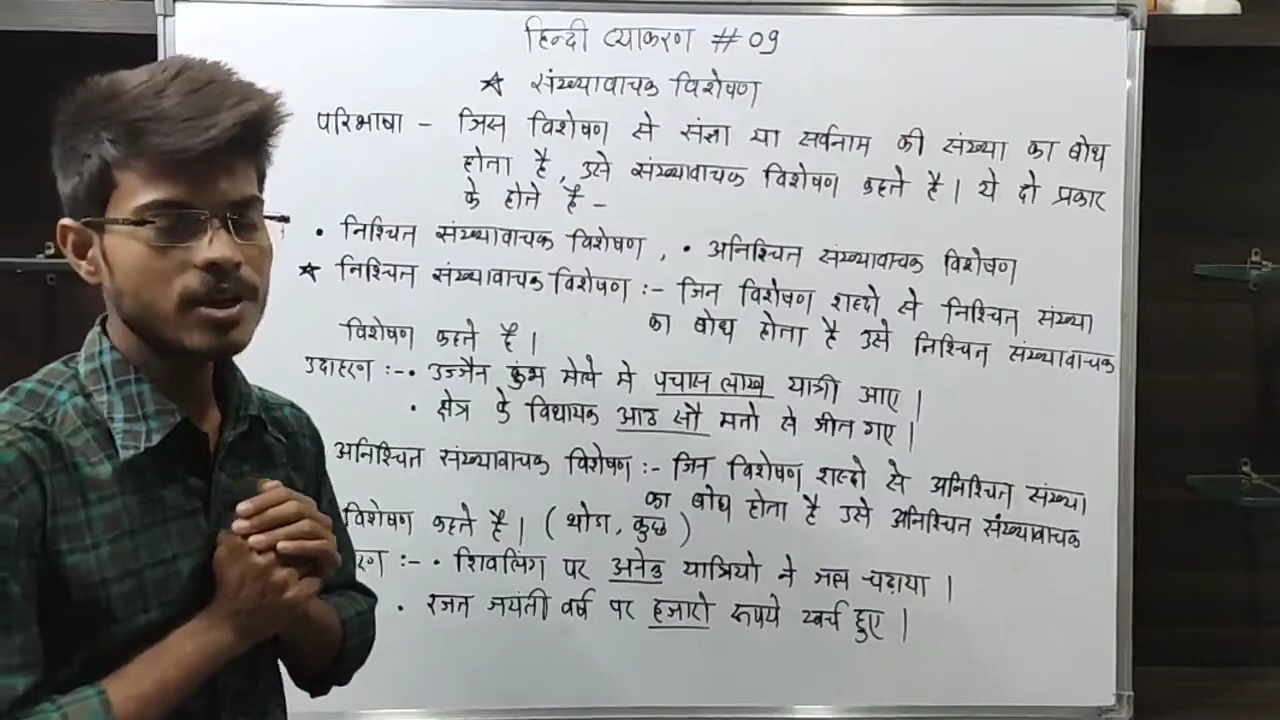 हिन्दी व्याकरण # 09
★ संख्यावाचक विशेषण
परिभाषा - जिस विशेषण से संज्ञा या सर्वनाम की संख्या का बोध
होता है, उसे संख्यावाचक विशेषण कहते है। ये दो प्रकार
के होते है -
• निश्चित संख्यावाचक विशेषण, • अनिश्चित संख्यावाचक विशेषण
★ निश्चित संख्यावाचक विशेषण :- जिन विशेषण शब्दो से निश्चित संख्या
का बोध होता है उसे निश्चित संख्यावाचक
विशेषण कहते है।
उदाहरण :- • उज्जैन कुंभ मेले मे पचास लाख यात्री आए।
• क्षेत्र के विधायक आठ सौ मतो से जीत गए।
अनिश्चित संख्यावाचक विशेषण :- जिन विशेषण शब्दो से अनिश्चित संख्या
का बोध होता है उसे अनिश्चित संख्यावाचक
विशेषण कहते है। (थोडा, कुछ)
रण :- • शिवलिंग पर अनेक यात्रियो ने जल चढ़ाया।
• रजत जयंती वर्ष पर हजारो रूपये खर्च हुए।